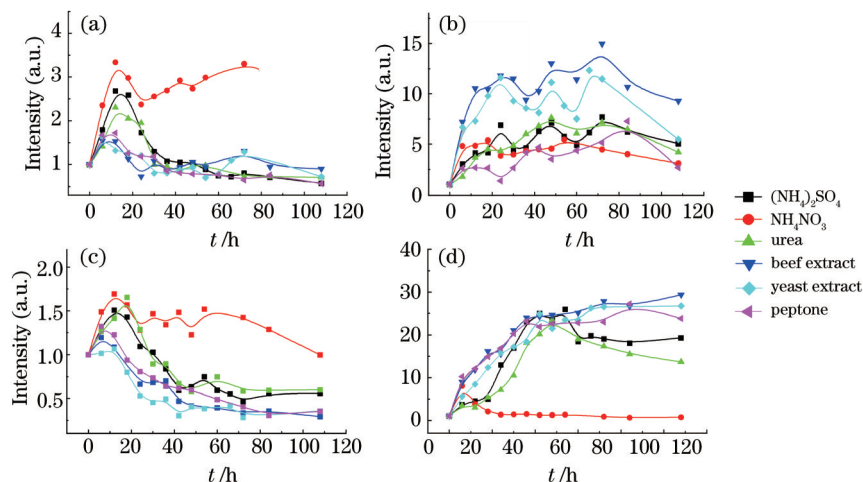 (a)
Intensity (a.u.)
4
3
2
1
0 20 40 60 80 100 120
t /h
(b)
Intensity (a.u.)
15
10
5
0
0 20 40 60 80 100 120
t /h
(NH₄)₂SO₄
NH₄NO₃
urea
beef extract
yeast extract
peptone
(c)
Intensity (a.u.)
2.0
1.5
1.0
0.5
0 20 40 60 80 100 120
t /h
(d)
Intensity (a.u.)
40
30
20
10
0
0 20 40 60 80 100 120
t /h